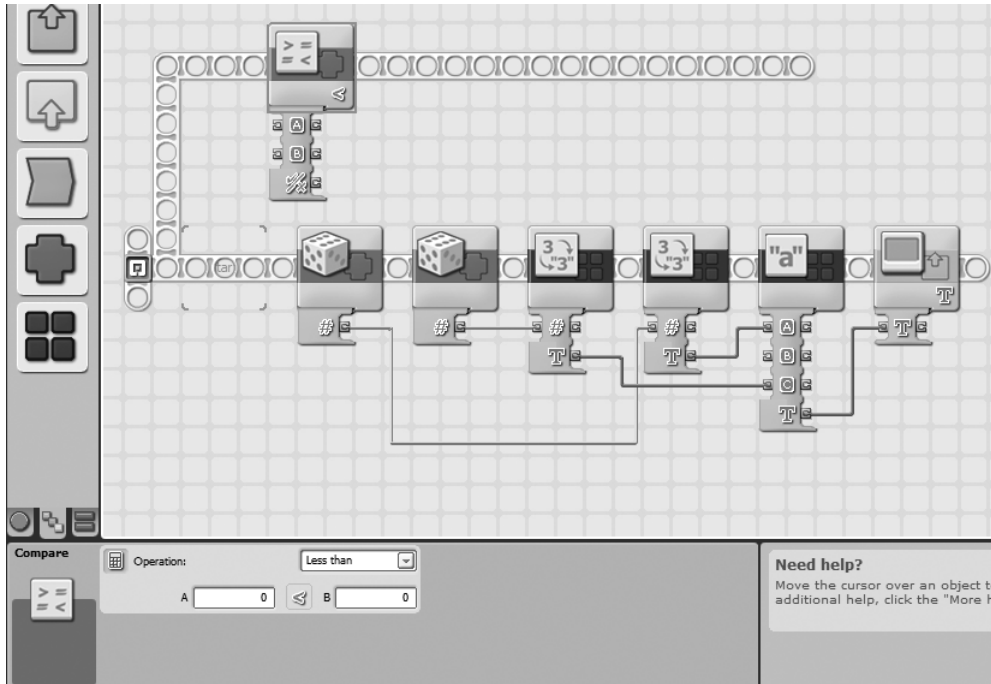 > =
= <
<
A
B
tar
3
"3"
3
"3"
"a"
T
#
#
#
T
#
T
A
B
C
T
T
Compare
Operation:
Less than
> =
= <
A
0
<
B
0
Need help?
Move the cursor over an object t
additional help, click the "More h